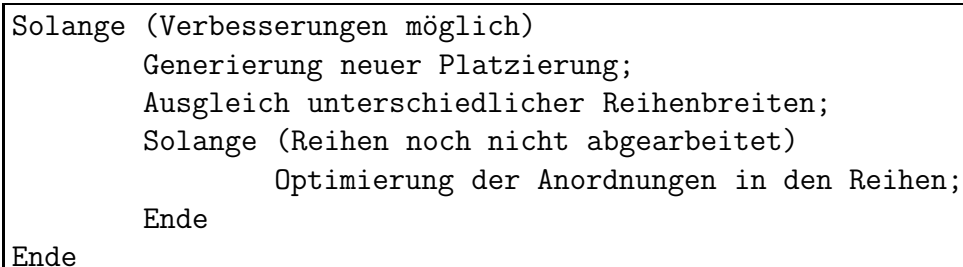 Solange (Verbesserungen möglich)
Generierung neuer Platzierung;
Ausgleich unterschiedlicher Reihenbreiten;
Solange (Reihen noch nicht abgearbeitet)
Optimierung der Anordnungen in den Reihen;
Ende
Ende